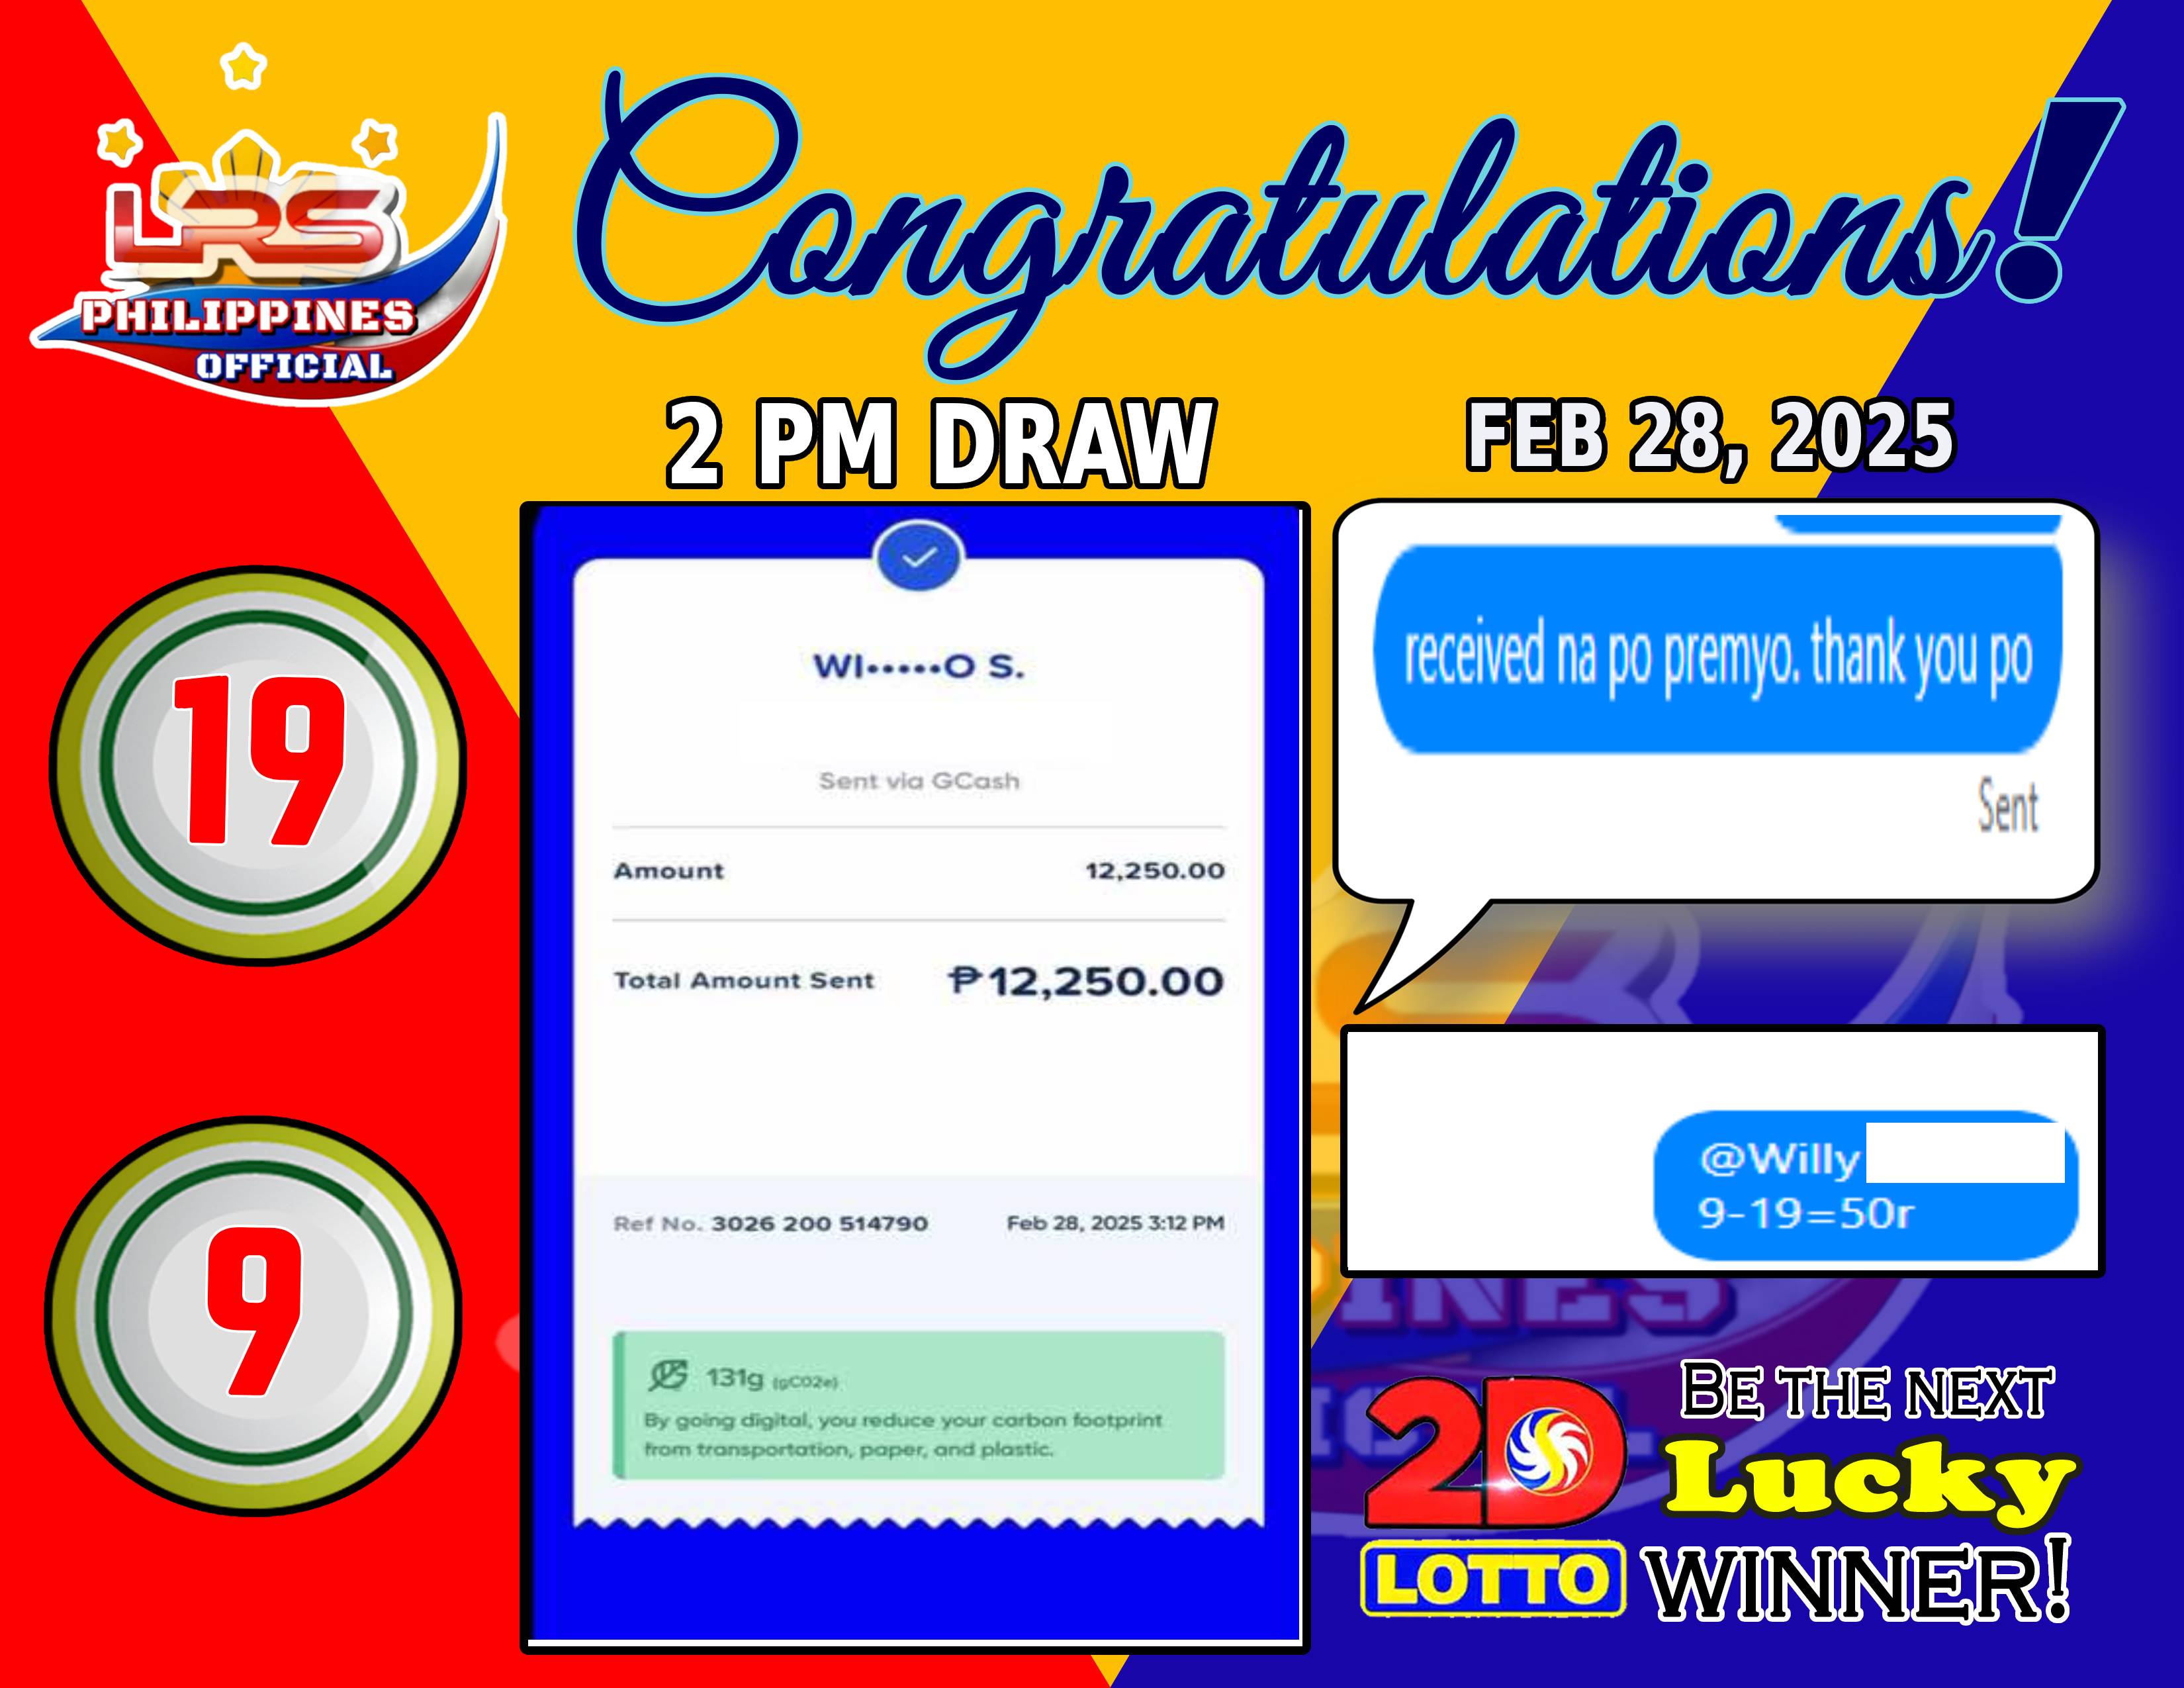 LRS
PHILIPPINES
OFFICIAL
Congratulations!
2 PM DRAW
FEB 28, 2025
19
9
WI•••••O S.
Sent via GCash
Amount 12,250.00
Total Amount Sent ₱12,250.00
Ref No. 3026 200 514790 Feb 28, 2025 3:12 PM
131g (gCO2e)
By going digital, you reduce your carbon footprint
from transportation, paper, and plastic.
received na po premyo. thank you po
Sent
@Willy
9-19=50r
2D
LOTTO
BE THE NEXT
Lucky
WINNER!